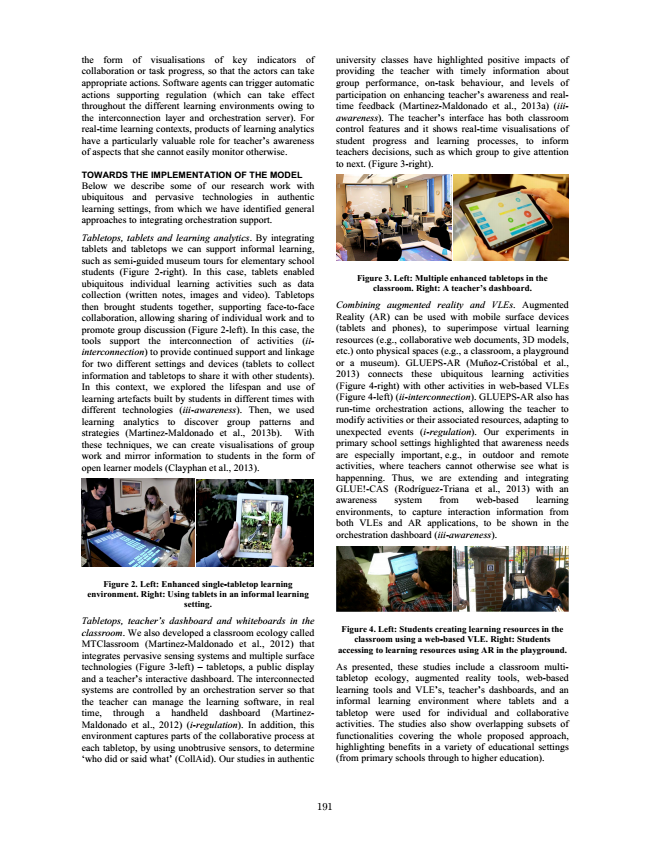 the form of visualisations of key indicators of
collaboration or task progress, so that the actors can take
appropriate actions. Software agents can trigger automatic
actions supporting regulation (which can take effect
throughout the different learning environments owing to
the interconnection layer and orchestration server). For
real-time learning contexts, products of learning analytics
have a particularly valuable role for teacher's awareness
of aspects that she cannot easily monitor otherwise.
TOWARDS THE IMPLEMENTATION OF THE MODEL
Below we describe some of our research work with
ubiquitous and pervasive technologies in authentic
learning settings, from which we have identified general
approaches to integrating orchestration support.
Tabletops, tablets and learning analytics. By integrating
tablets and tabletops we can support informal learning,
such as semi-guided museum tours for elementary school
students (Figure 2-right). In this case, tablets enabled
ubiquitous individual learning activities such as data
collection (written notes, images and video). Tabletops
then brought students together, supporting face-to-face
collaboration, allowing sharing of individual work and to
promote group discussion (Figure 2-left). In this case, the
tools support the interconnection of activities (ii-
interconnection) to provide continued support and linkage
for two different settings and devices (tablets to collect
information and tabletops to share it with other students).
In this context, we explored the lifespan and use of
learning artefacts built by students in different times with
different technologies (iii-awareness). Then, we used
learning analytics to discover group patterns and
strategies (Martinez-Maldonado et al., 2013b). With
these techniques, we can create visualisations of group
work and mirror information to students in the form of
open learner models (Clayphan et al., 2013).
Figure 2. Left: Enhanced single-tabletop learning
environment. Right: Using tablets in an informal learning
setting.
Tabletops, teacher's dashboard and whiteboards in the
classroom. We also developed a classroom ecology called
MTClassroom (Martinez-Maldonado et al., 2012) that
integrates pervasive sensing systems and multiple surface
technologies (Figure 3-left) – tabletops, a public display
and a teacher's interactive dashboard. The interconnected
systems are controlled by an orchestration server so that
the teacher can manage the learning software, in real
time, through a handheld dashboard (Martinez-
Maldonado et al., 2012) (i-regulation). In addition, this
environment captures parts of the collaborative process at
each tabletop, by using unobtrusive sensors, to determine
'who did or said what' (CollAid). Our studies in authentic
university classes have highlighted positive impacts of
providing the teacher with timely information about
group performance, on-task behaviour, and levels of
participation on enhancing teacher's awareness and real-
time feedback (Martinez-Maldonado et al., 2013a) (iii-
awareness). The teacher's interface has both classroom
control features and it shows real-time visualisations of
student progress and learning processes, to inform
teachers decisions, such as which group to give attention
to next. (Figure 3-right).
Figure 3. Left: Multiple enhanced tabletops in the
classroom. Right: A teacher's dashboard.
Combining augmented reality and VLEs. Augmented
Reality (AR) can be used with mobile surface devices
(tablets and phones), to superimpose virtual learning
resources (e.g., collaborative web documents, 3D models,
etc.) onto physical spaces (e.g., a classroom, a playground
or a museum). GLUEPS-AR (Muñoz-Cristóbal et al.,
2013) connects these ubiquitous learning activities
(Figure 4-right) with other activities in web-based VLEs
(Figure 4-left) (ii-interconnection). GLUEPS-AR also has
run-time orchestration actions, allowing the teacher to
modify activities or their associated resources, adapting to
unexpected events (i-regulation). Our experiments in
primary school settings highlighted that awareness needs
are especially important, e.g., in outdoor and remote
activities, where teachers cannot otherwise see what is
happenning. Thus, we are extending and integrating
GLUE!-CAS (Rodríguez-Triana et al., 2013) with an
awareness system from web-based learning
environments, to capture interaction information from
both VLEs and AR applications, to be shown in the
orchestration dashboard (iii-awareness).
Figure 4. Left: Students creating learning resources in the
classroom using a web-based VLE. Right: Students
accessing to learning resources using AR in the playground.
As presented, these studies include a classroom multi-
tabletop ecology, augmented reality tools, web-based
learning tools and VLE's, teacher's dashboards, and an
informal learning environment where tablets and a
tabletop were used for individual and collaborative
activities. The studies also show overlapping subsets of
functionalities covering the whole proposed approach,
highlighting benefits in a variety of educational settings
(from primary schools through to higher education).
191